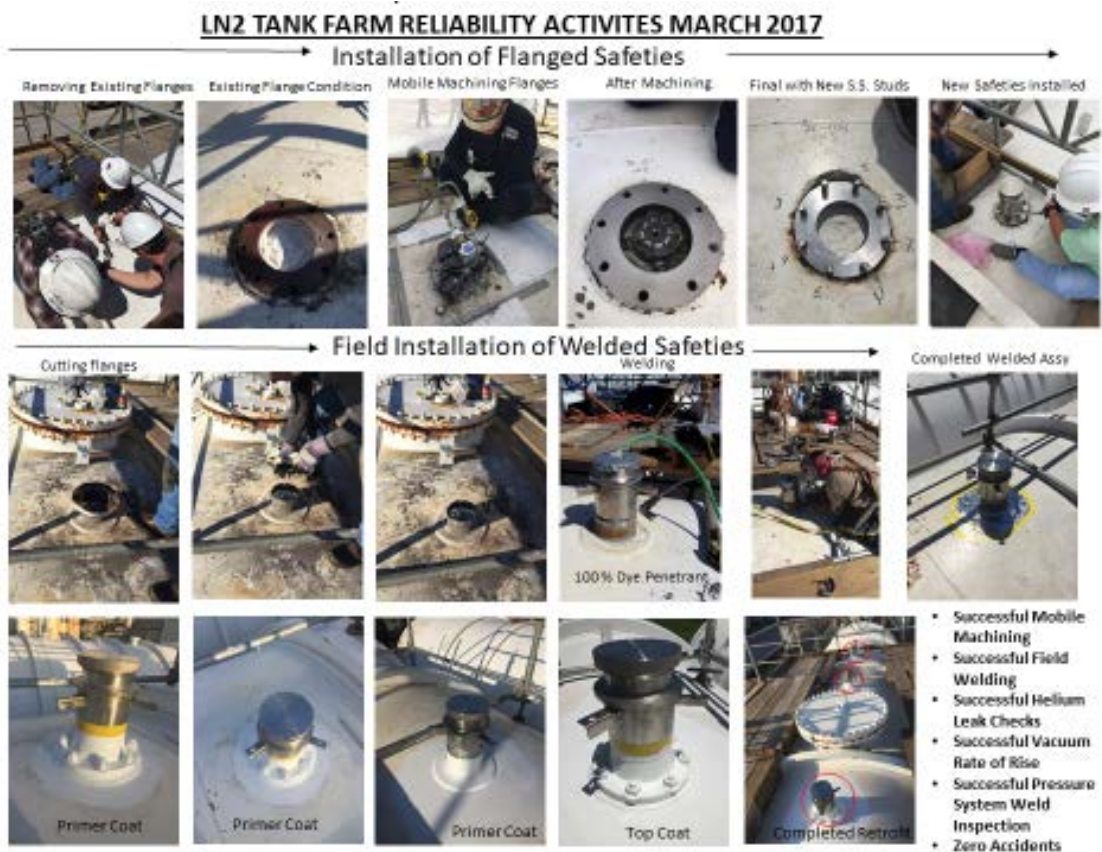 LN2 TANK FARM RELIABILITY ACTIVITES MARCH 2017
Installation of Flanged Safeties
Removing Existing Flanges
Existing Flange Condition
Mobile Machining Flanges
After Machining
Final with New S.S. Studs
New Safeties Installed
Field Installation of Welded Safeties
Cutting flanges
Welding
Completed Welded Assy
100% Dye Penetrant
Primer Coat
Primer Coat
Primer Coat
Top Coat
Completed Retrofit
• Successful Mobile
Machining
• Successful Field
Welding
• Successful Helium
Leak Checks
• Successful Vacuum
Rate of Rise
• Successful Pressure
System Weld
Inspection
• Zero Accidents